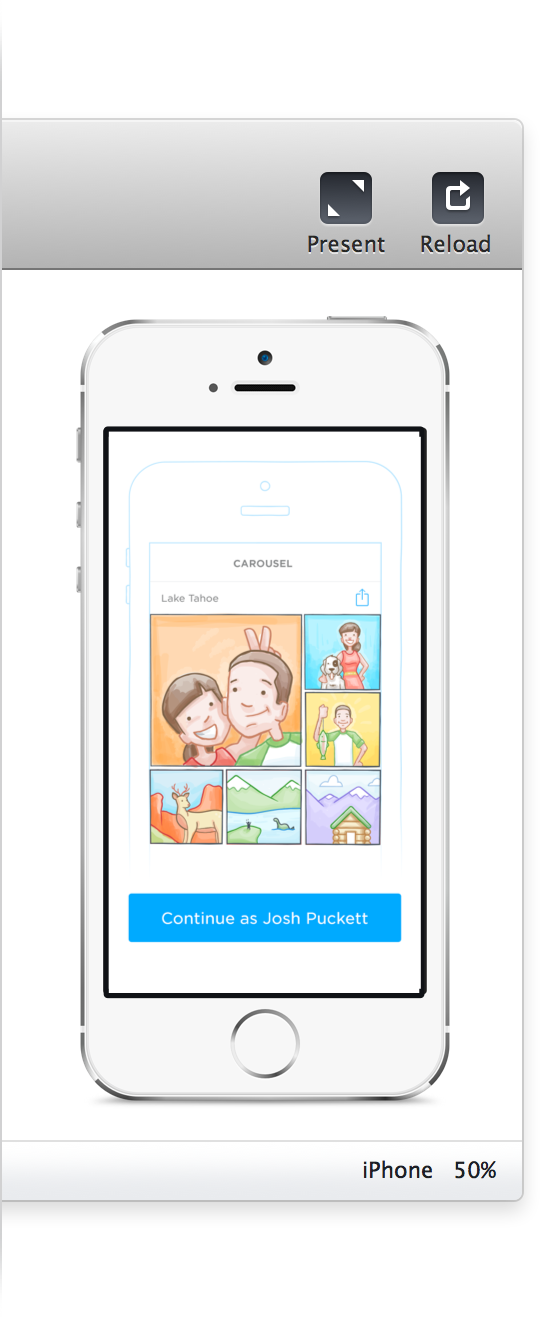 Present Reload
CAROUSEL
Lake Tahoe
Continue as Josh Puckett
iPhone 50%